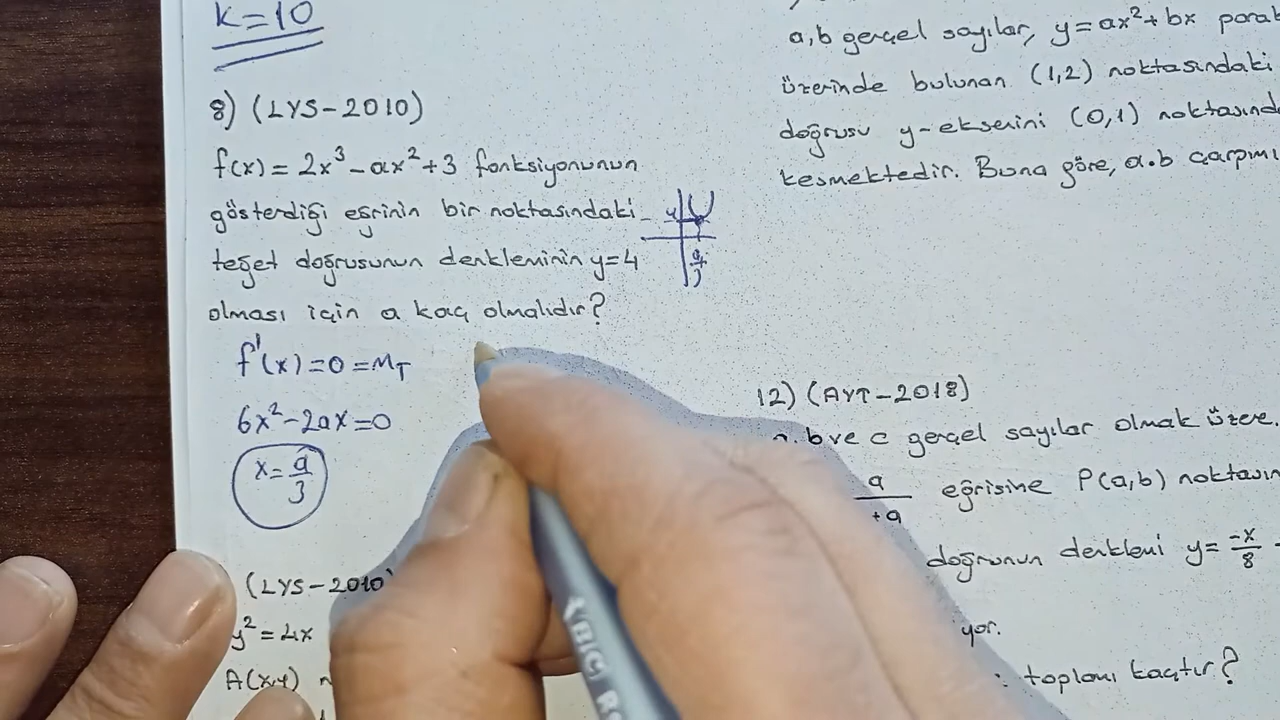 k=10
8) (LYS-2010)
f(x) = 2x³ - ax² + 3 fonksiyonunun
gösterdiği eğrinin bir noktasındaki
teğet doğrusunun denkleminin y=4
olması için a kaç olmalıdır?
4
a/3
f'(x) = 0 = M_T
6x² - 2ax = 0
x = a/3
(LYS-2010)
y² = 4x
A(x,y)
a, b gerçel sayılar, y = ax² + bx
üzerinde bulunan (1,2) noktasındaki
doğrusu y-eksenini (0,1)
kesmektedir. Buna göre, a.b çarpımı
12) (AYT-2018)
b ve c gerçel sayılar olmak üzere.
a
+a
eğrisine P(a,b)
doğrunun denklemi y = -x/8
yor.
toplamı kaçtır?
BIC